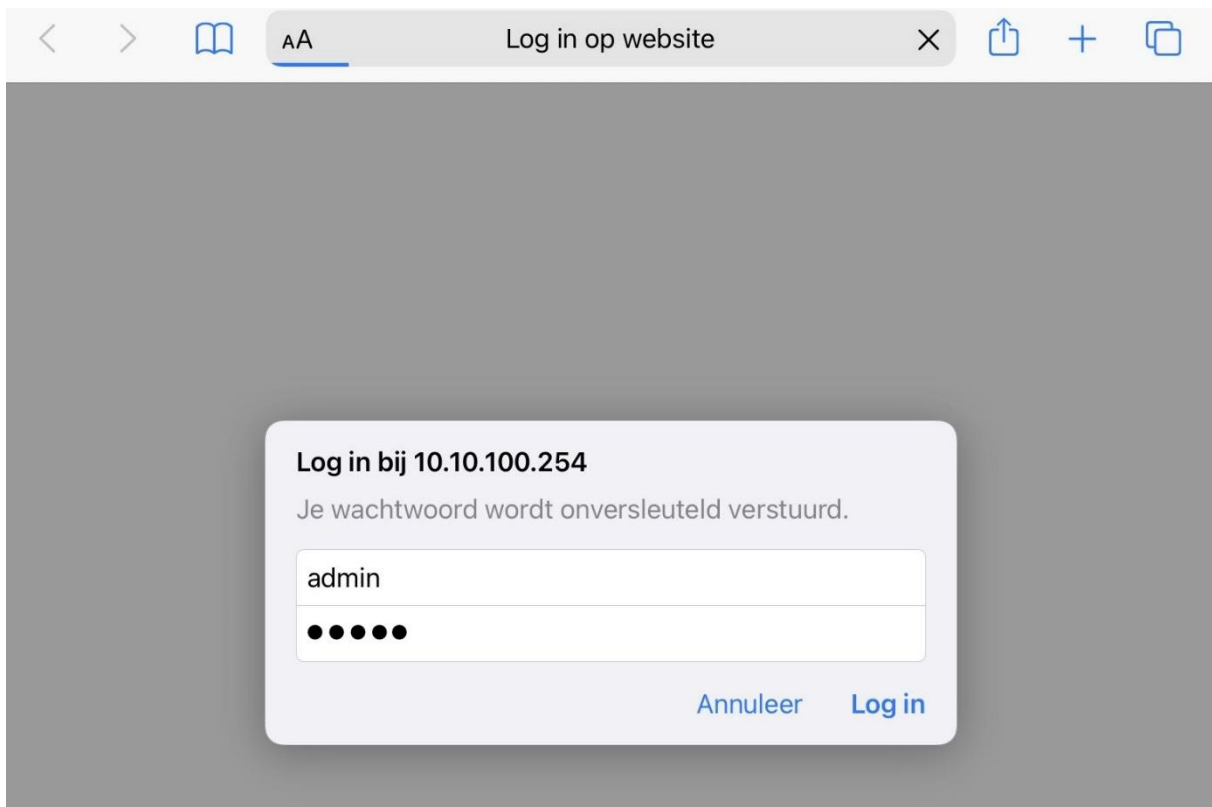 AA Log in op website
Log in bij 10.10.100.254
Je wachtwoord wordt onversleuteld verstuurd.
admin
●●●●●
Annuleer Log in